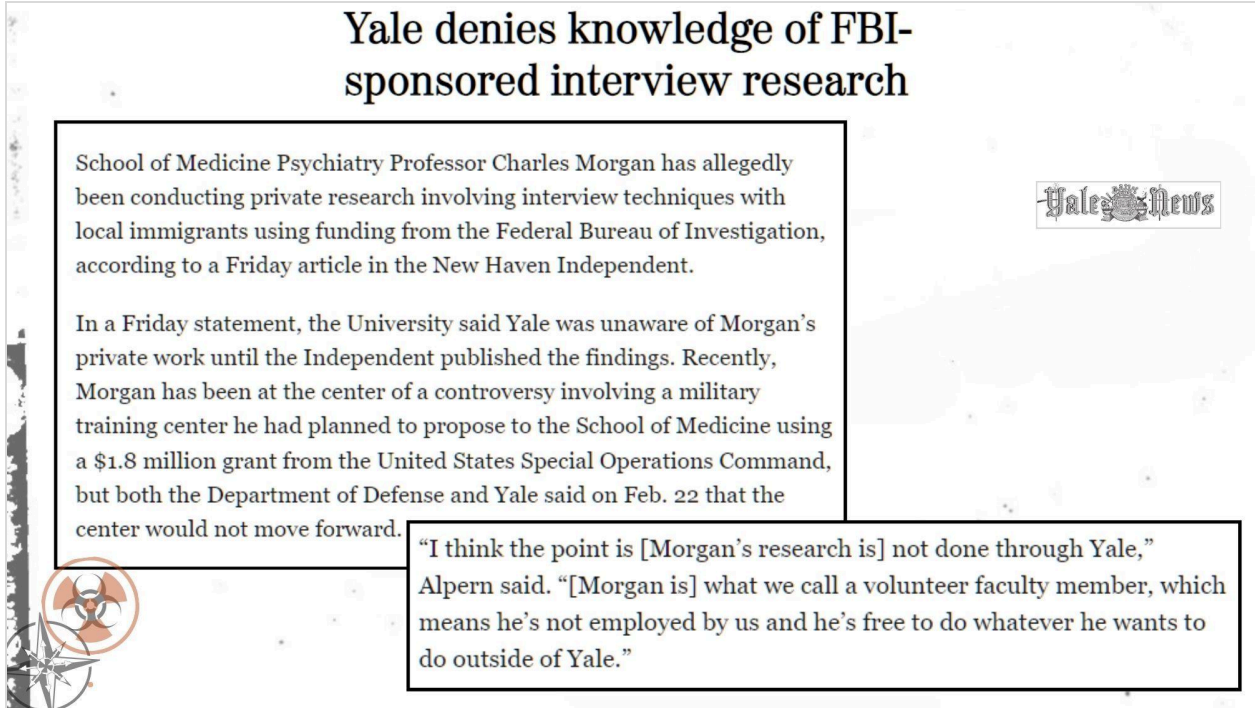 Yale denies knowledge of FBI-
sponsored interview research
School of Medicine Psychiatry Professor Charles Morgan has allegedly
been conducting private research involving interview techniques with
local immigrants using funding from the Federal Bureau of Investigation,
according to a Friday article in the New Haven Independent.
In a Friday statement, the University said Yale was unaware of Morgan’s
private work until the Independent published the findings. Recently,
Morgan has been at the center of a controversy involving a military
training center he had planned to propose to the School of Medicine using
a $1.8 million grant from the United States Special Operations Command,
but both the Department of Defense and Yale said on Feb. 22 that the
center would not move forward.
“I think the point is [Morgan’s research is] not done through Yale,”
Alpern said. “[Morgan is] what we call a volunteer faculty member, which
means he’s not employed by us and he’s free to do whatever he wants to
do outside of Yale.”
Yale News